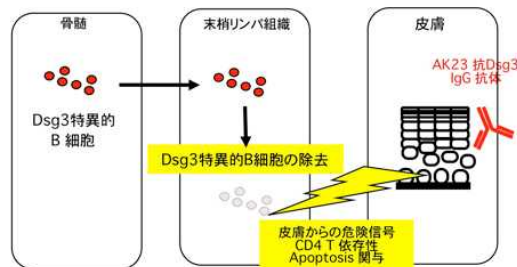 骨髄
末梢リンパ組織
皮膚
AK23 抗Dsg3
IgG 抗体
Dsg3特異的
B 細胞
Dsg3特異的B細胞の除去
皮膚からの危険信号
CD4 T 依存性
Apoptosis 関与